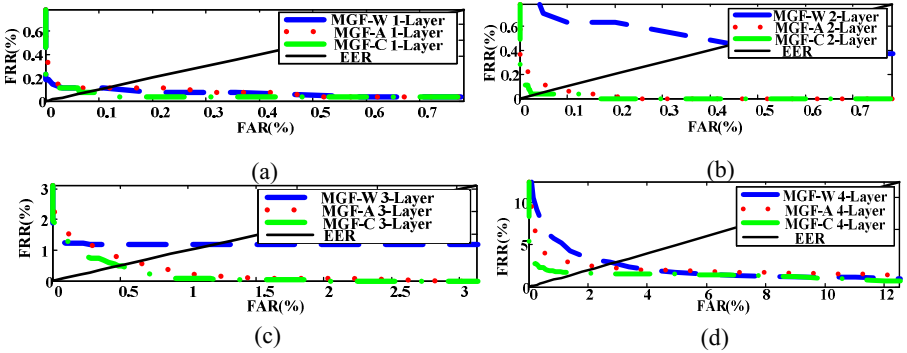 MGF-W 1-Layer
MGF-A 1-Layer
MGF-C 1-Layer
EER
FRR(%)
0.6
0.4
0.2
0
0 0.1 0.2 0.3 0.4 0.5 0.6 0.7
FAR(%)
(a)
MGF-W 2-Layer
MGF-A 2-Layer
MGF-C 2-Layer
EER
FRR(%)
0.6
0.4
0.2
0
0 0.1 0.2 0.3 0.4 0.5 0.6 0.7
FAR(%)
(b)
MGF-W 3-Layer
MGF-A 3-Layer
MGF-C 3-Layer
EER
FRR(%)
3
2
1
0
0 0.5 1 1.5 2 2.5 3
FAR(%)
(c)
MGF-W 4-Layer
MGF-A 4-Layer
MGF-C 4-Layer
EER
FRR(%)
10
5
0
0 2 4 6 8 10 12
FAR(%)
(d)